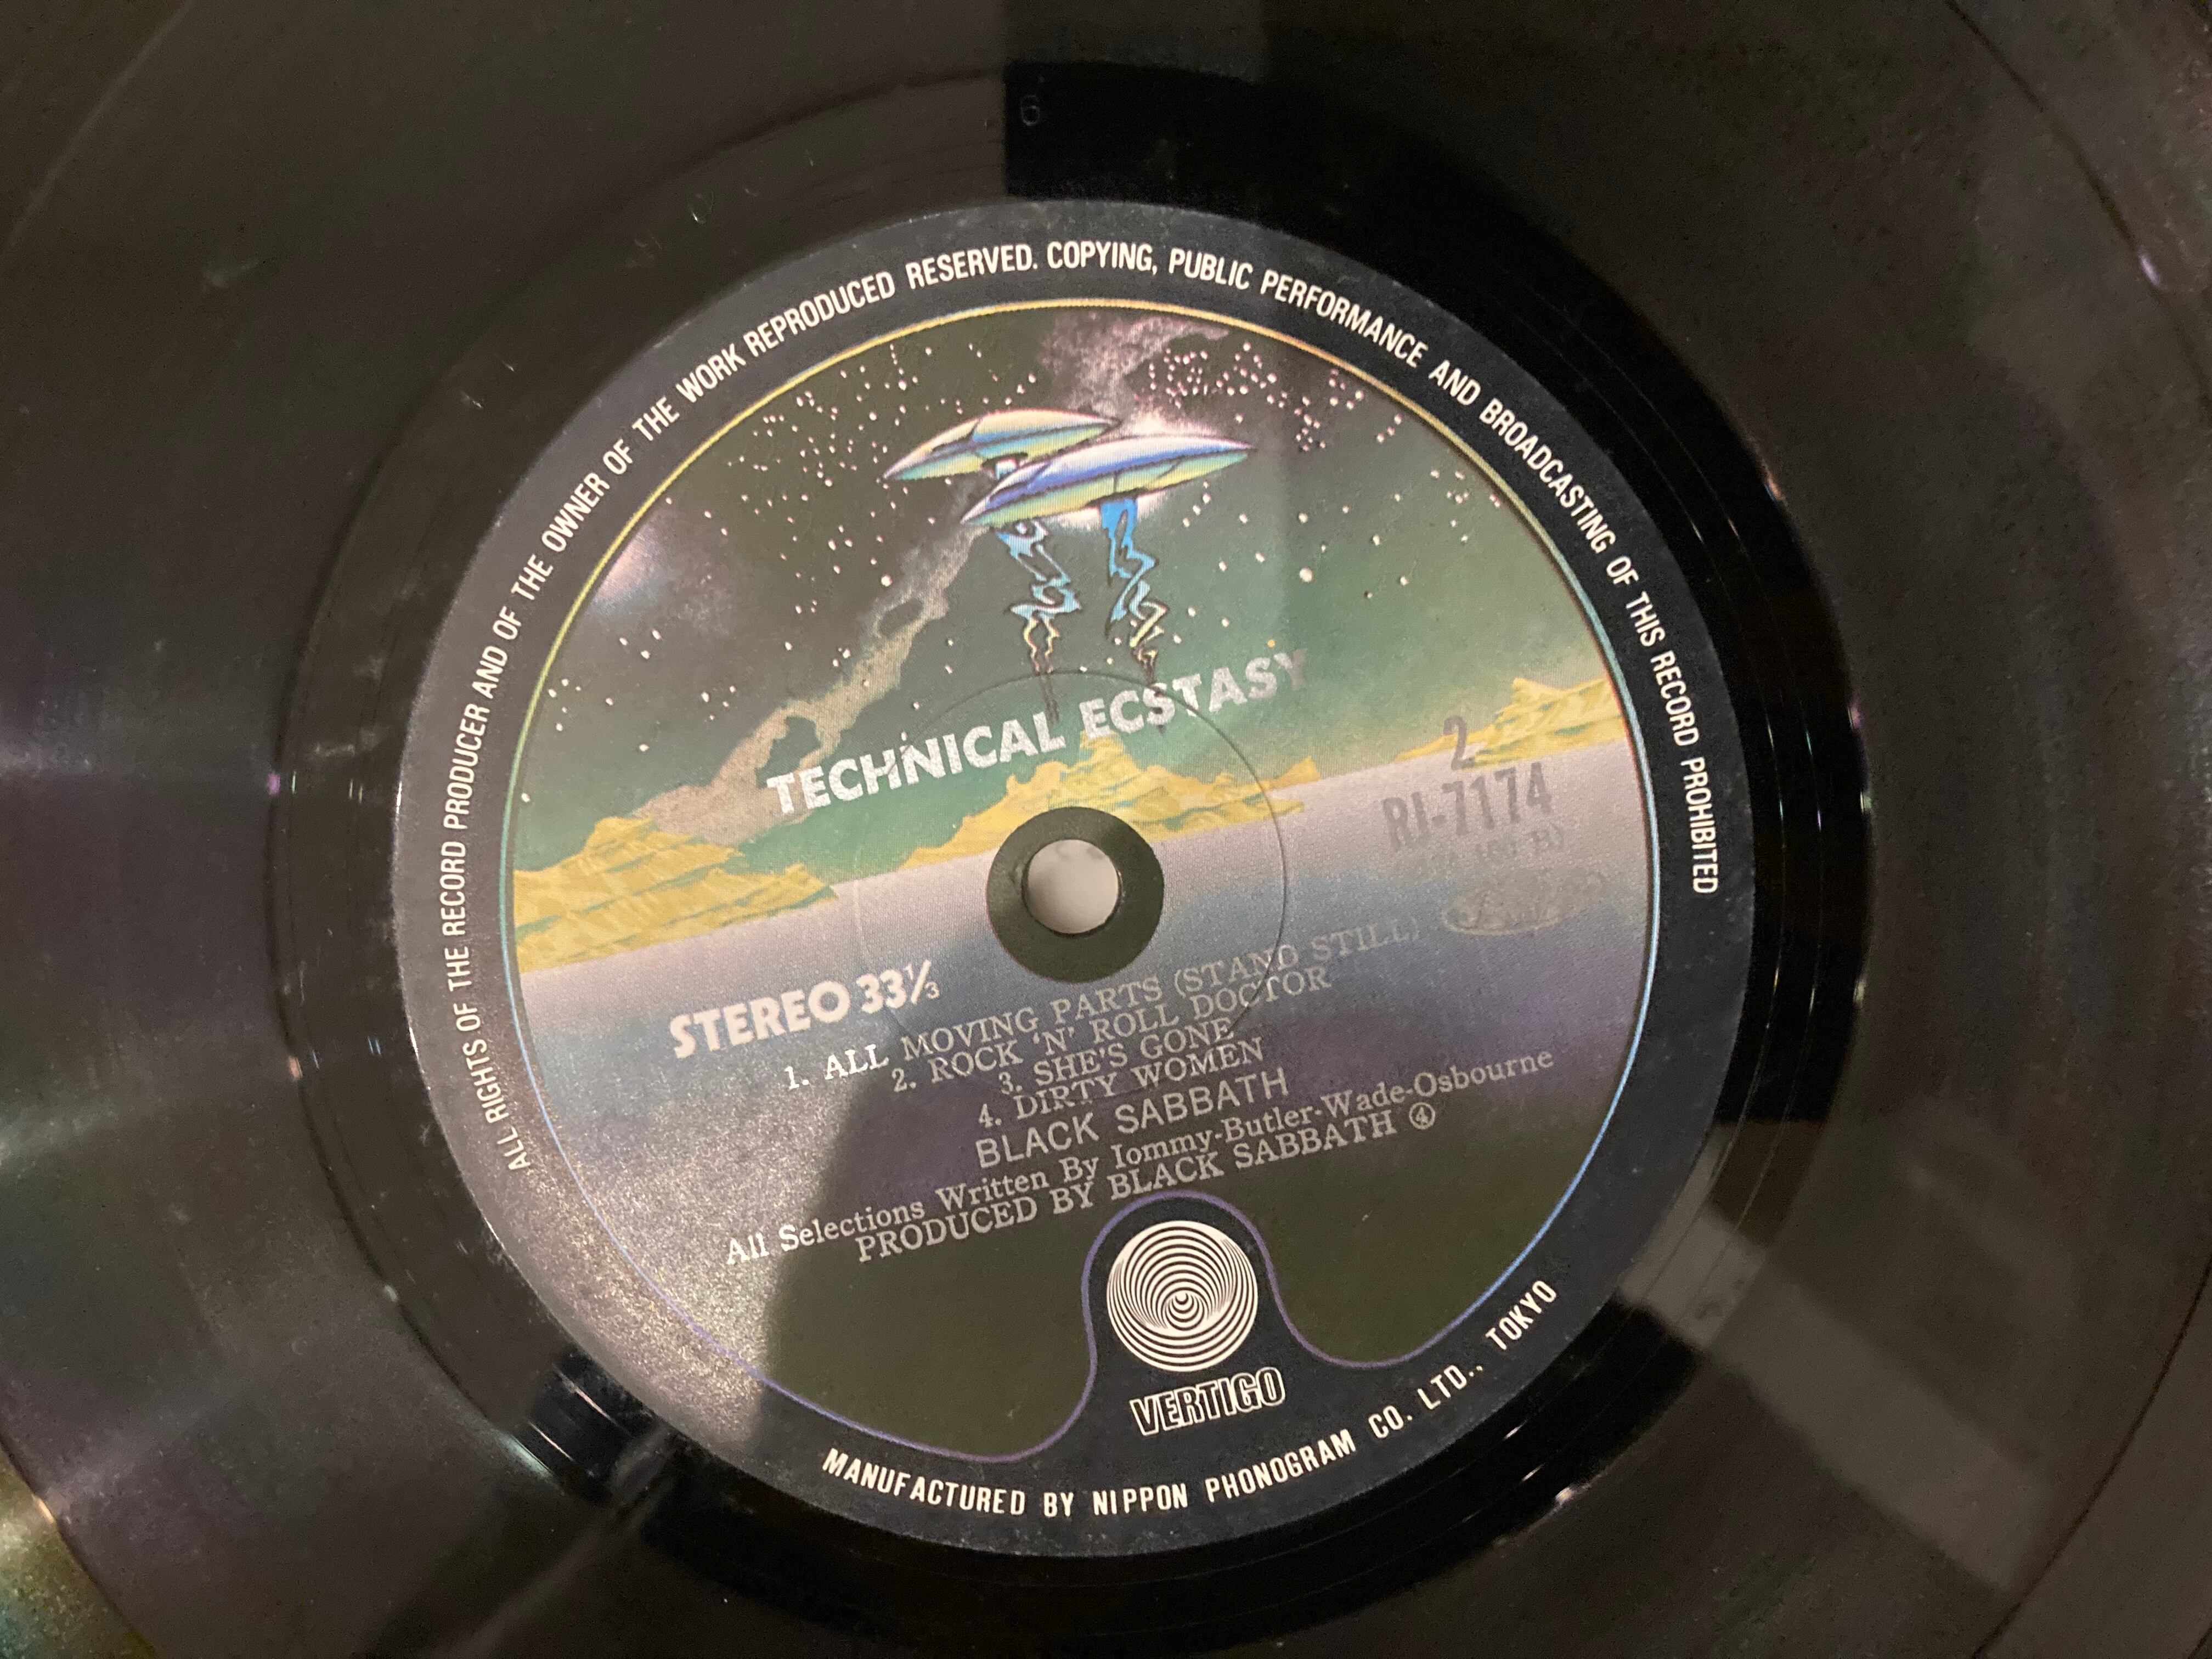 6
ALL RIGHTS OF THE RECORD PRODUCER AND OF THE OWNER OF THE WORK REPRODUCED RESERVED. COPYING, PUBLIC PERFORMANCE AND BROADCASTING OF THIS RECORD PROHIBITED
TECHNICAL ECSTASY
2
RJ-7174
STEREO 33⅓
1. ALL MOVING PARTS (STAND STILL)
2. ROCK 'N' ROLL DOCTOR
3. SHE'S GONE
4. DIRTY WOMEN
BLACK SABBATH
All Selections Written By Iommy-Butler-Wade-Osbourne
PRODUCED BY BLACK SABBATH ④
VERTIGO
MANUFACTURED BY NIPPON PHONOGRAM CO. LTD., TOKYO